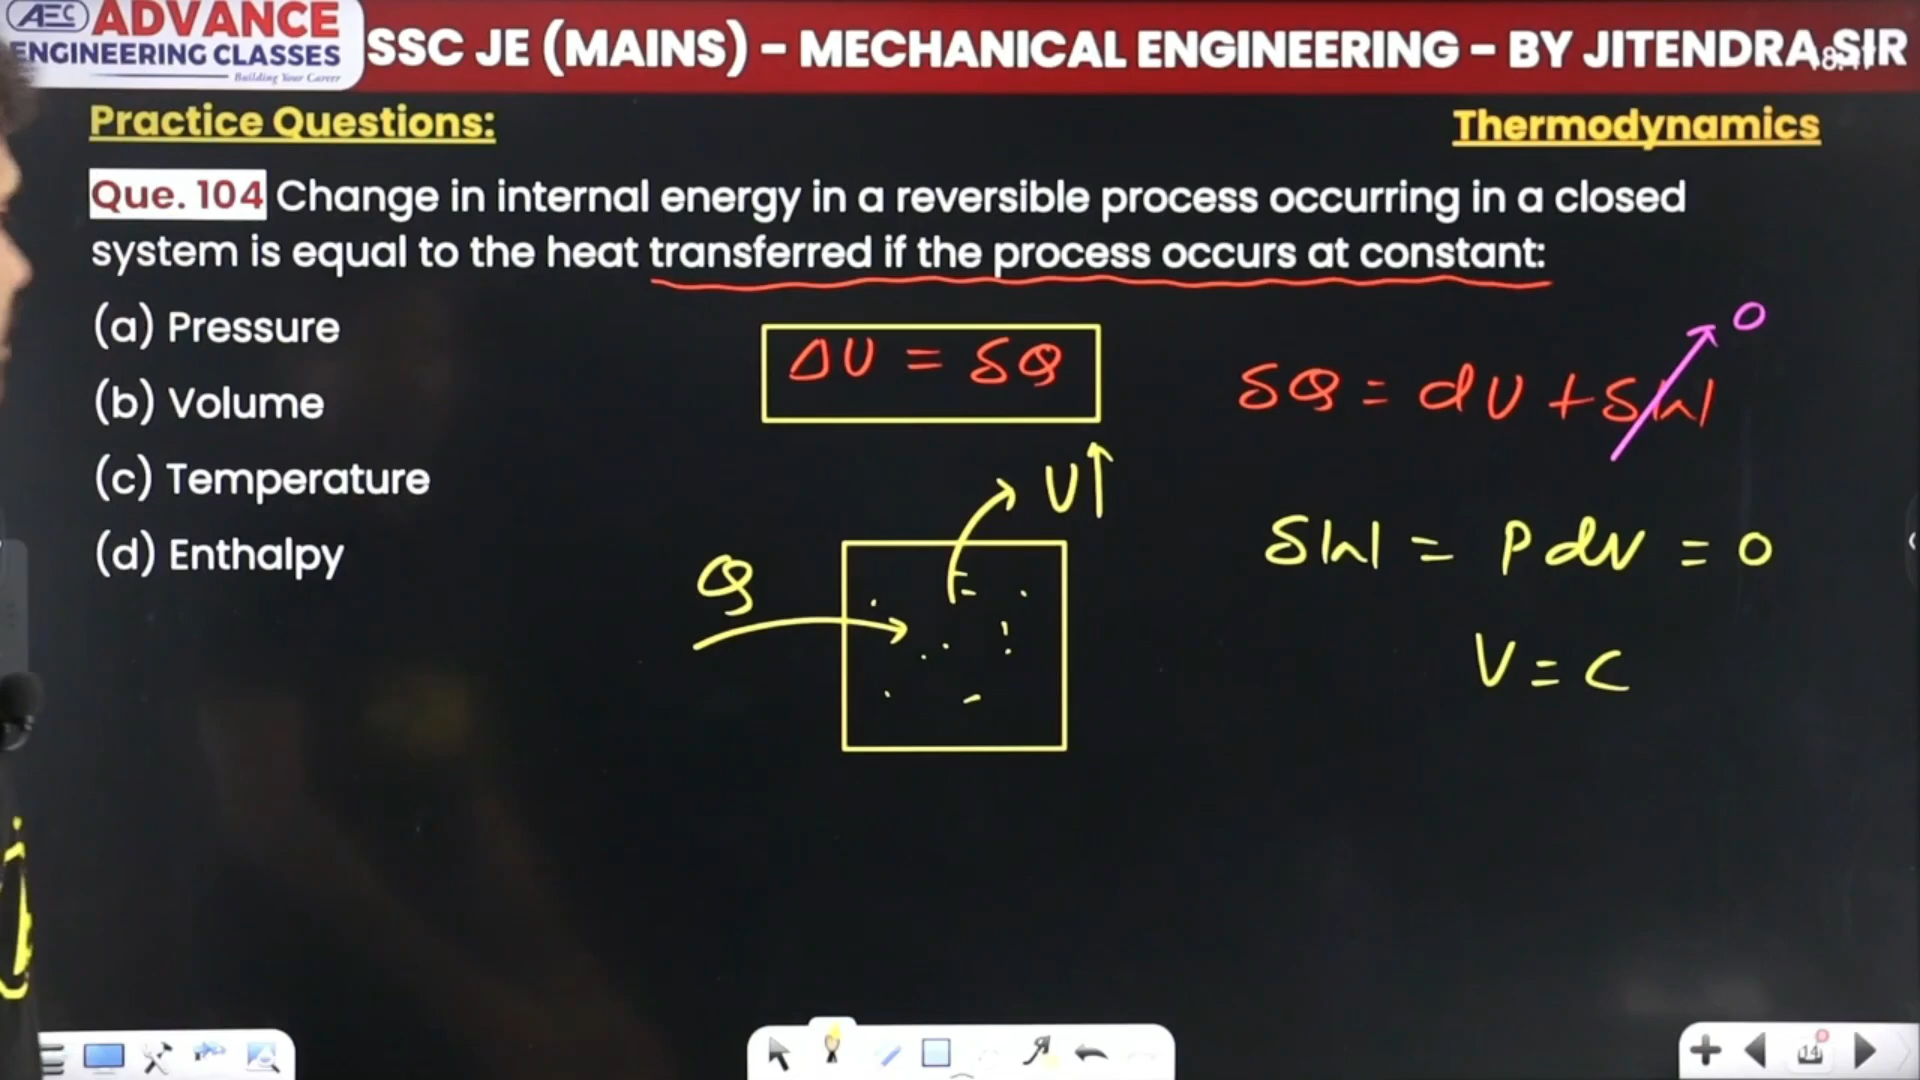 AEC ADVANCE
ENGINEERING CLASSES
Building Your Career
SSC JE (MAINS) – MECHANICAL ENGINEERING – BY JITENDRA SIR
Practice Questions:
Thermodynamics
Que. 104 Change in internal energy in a reversible process occurring in a closed
system is equal to the heat transferred if the process occurs at constant:
(a) Pressure
(b) Volume
(c) Temperature
(d) Enthalpy
ΔU = δQ
δQ = dU + δW
0
U↑
Q
δW = PdV = 0
V = C
14